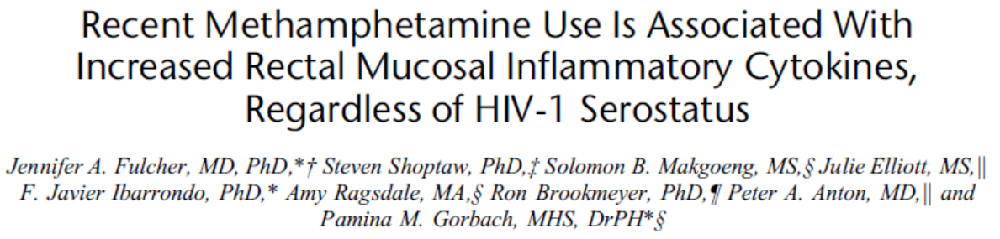 Recent Methamphetamine Use Is Associated With
Increased Rectal Mucosal Inflammatory Cytokines,
Regardless of HIV-1 Serostatus
Jennifer A. Fulcher, MD, PhD,*† Steven Shoptaw, PhD,‡ Solomon B. Makgoeng, MS,§ Julie Elliott, MS,‖
F. Javier Ibarrondo, PhD,* Amy Ragsdale, MA,§ Ron Brookmeyer, PhD,¶ Peter A. Anton, MD,‖ and
Pamina M. Gorbach, MHS, DrPH*§